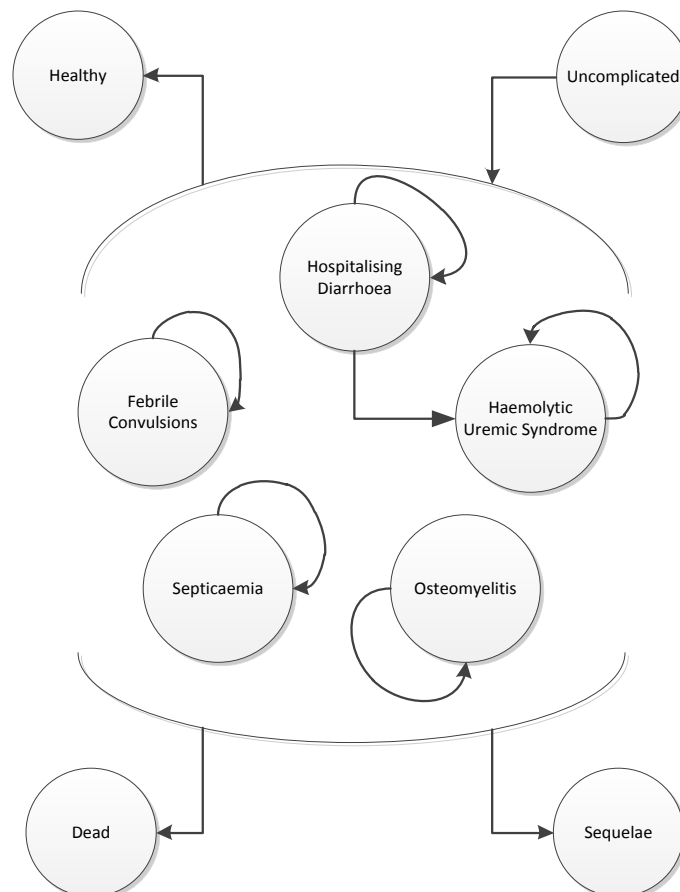 Healthy
Uncomplicated
Hospitalising
Diarrhoea
Febrile
Convulsions
Haemolytic
Uremic Syndrome
Septicaemia
Osteomyelitis
Dead
Sequelae